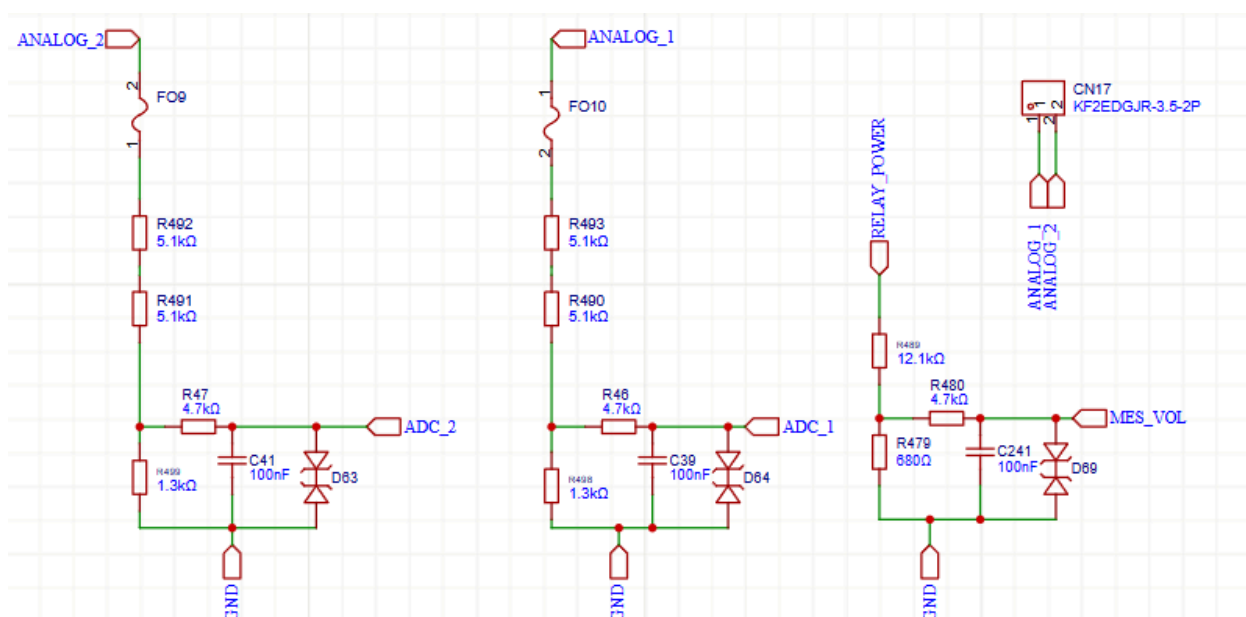 ANALOG_2
2
FO9
1
R492
5.1kΩ
R491
5.1kΩ
R47
4.7kΩ
ADC_2
C41
100nF
D63
R499
1.3kΩ
GND
ANALOG_1
1
FO10
2
R493
5.1kΩ
R490
5.1kΩ
R46
4.7kΩ
ADC_1
C39
100nF
D64
R498
1.3kΩ
GND
RELAY_POWER
R489
12.1kΩ
R480
4.7kΩ
MES_VOL
R479
680Ω
C241
100nF
D69
GND
CN17
KF2EDGJR-3.5-2P
1
2
1
2
ANALOG_1
ANALOG_2